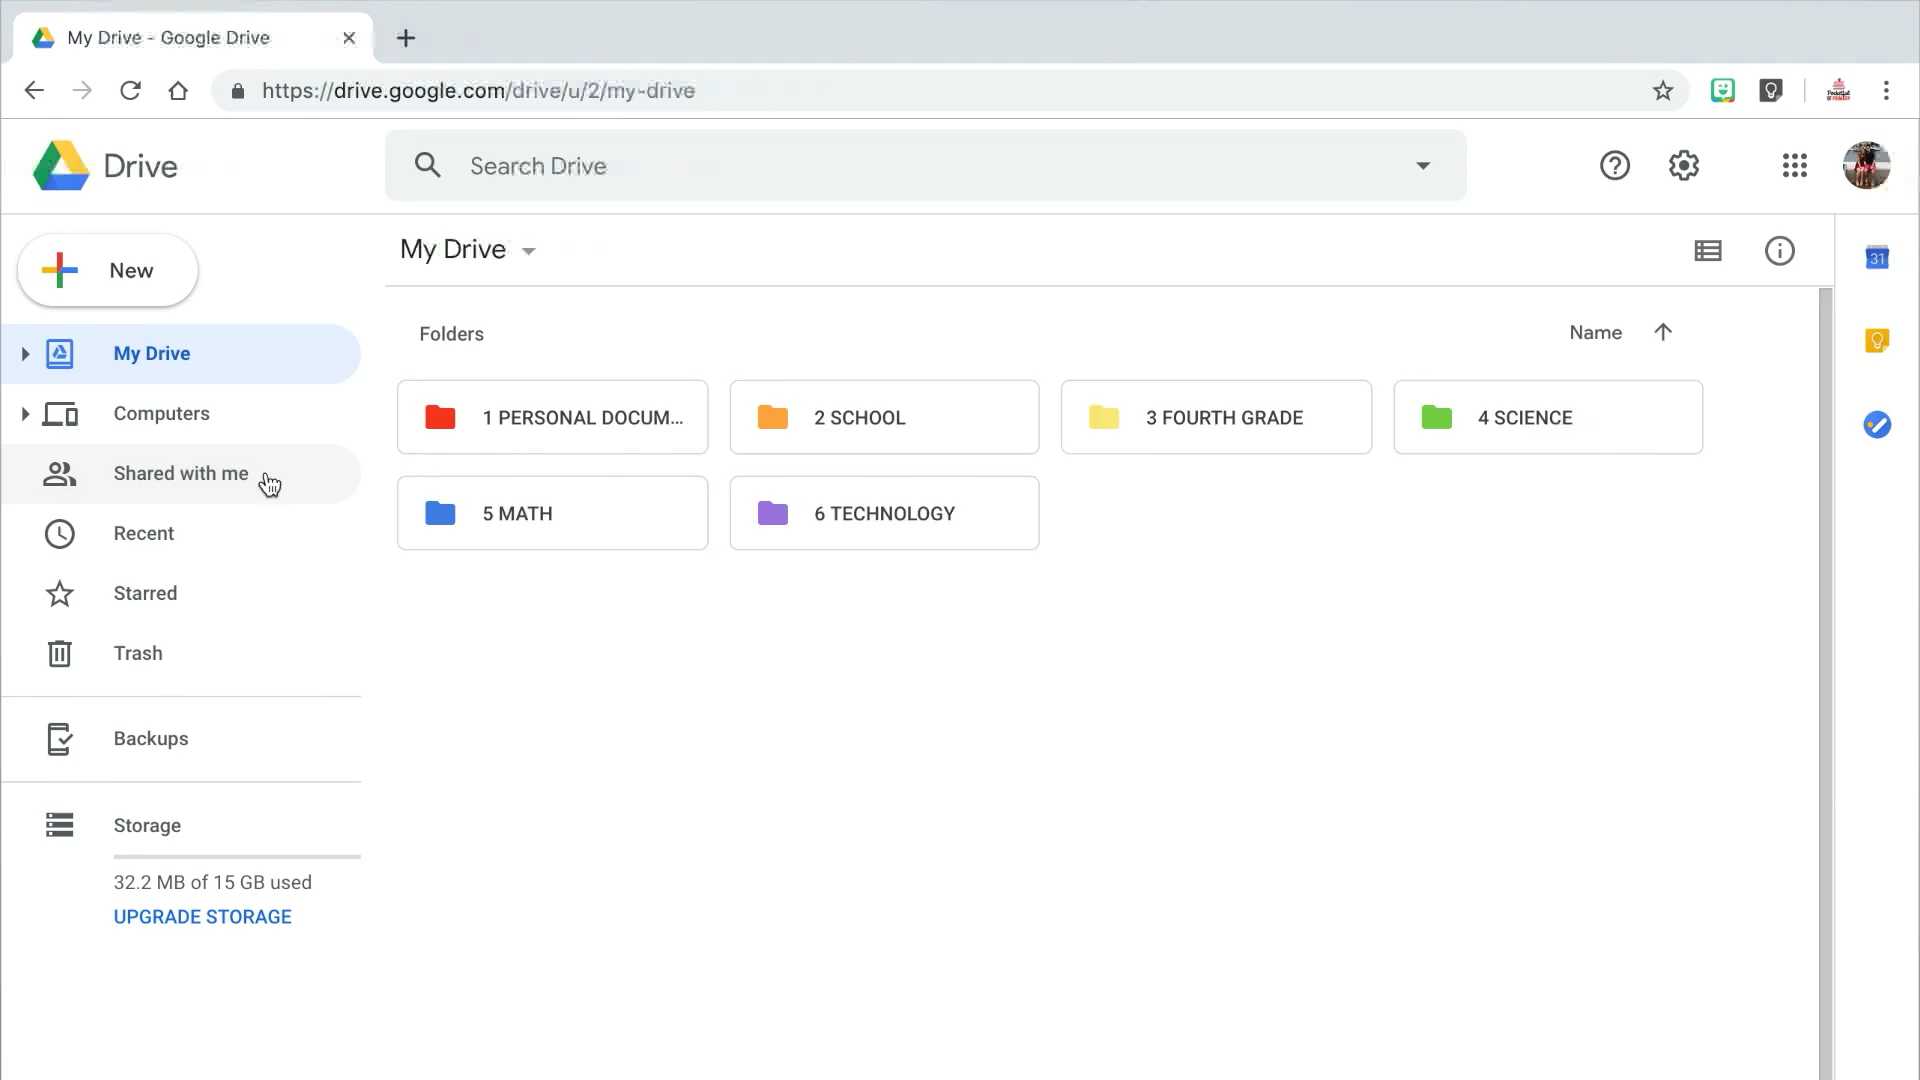 My Drive - Google Drive
https://drive.google.com/drive/u/2/my-drive
Drive
Search Drive
New
My Drive
31
My Drive
Computers
Shared with me
Recent
Starred
Trash
Backups
Storage
32.2 MB of 15 GB used
UPGRADE STORAGE
Folders
Name
1 PERSONAL DOCUM...
2 SCHOOL
3 FOURTH GRADE
4 SCIENCE
5 MATH
6 TECHNOLOGY